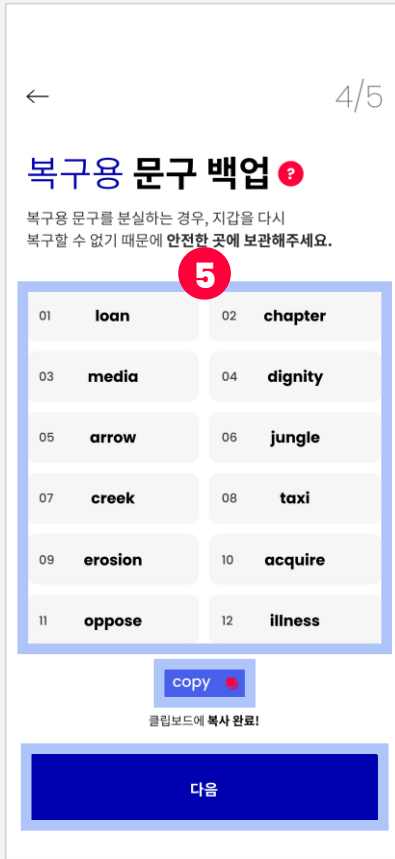 4/5
복구용 문구 백업 ?
복구용 문구를 분실하는 경우, 지갑을 다시
복구할 수 없기 때문에 안전한 곳에 보관해주세요.
5
01 loan 02 chapter
03 media 04 dignity
05 arrow 06 jungle
07 creek 08 taxi
09 erosion 10 acquire
11 oppose 12 illness
copy
클립보드에 복사 완료!
다음